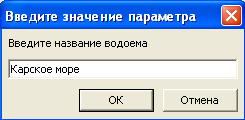 Введите значение параметра
Введите название водоема
Карское море
OK
Отмена